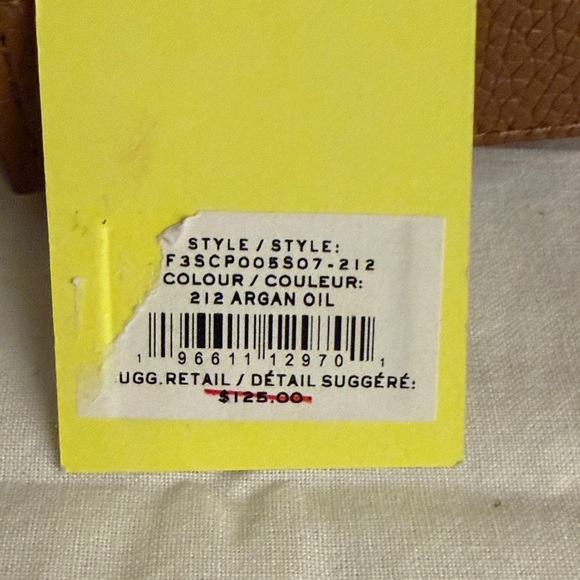 STYLE / STYLE:
F3SCP005S07-212
COLOUR / COULEUR:
212 ARGAN OIL
1 96611 12970 1
UGG. RETAIL / DÉTAIL SUGGÉRÉ:
$125.00